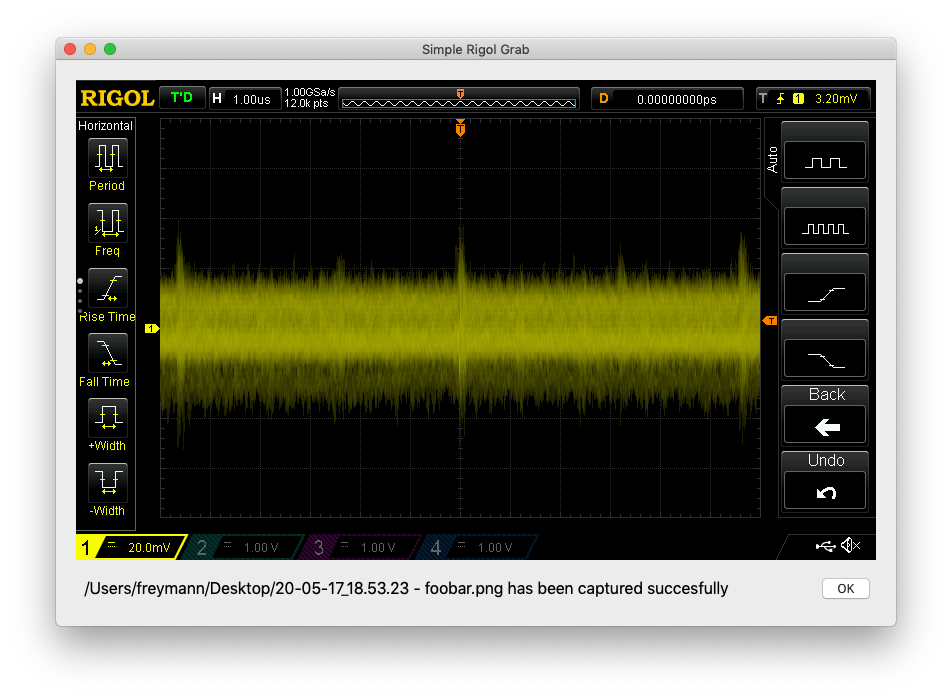 Simple Rigol Grab
RIGOL T'D H 1.00us 1.00GSa/s 12.0k pts T D 0.00000000ps T 1 3.20mV
Horizontal
T
Auto
Period
Freq
Rise Time
1
T
Fall Time
Back
+Width
Undo
-Width
1 20.0mV 2 1.00 V 3 1.00 V 4 1.00 V
/Users/freymann/Desktop/20-05-17_18.53.23 - foobar.png has been captured succesfully
OK